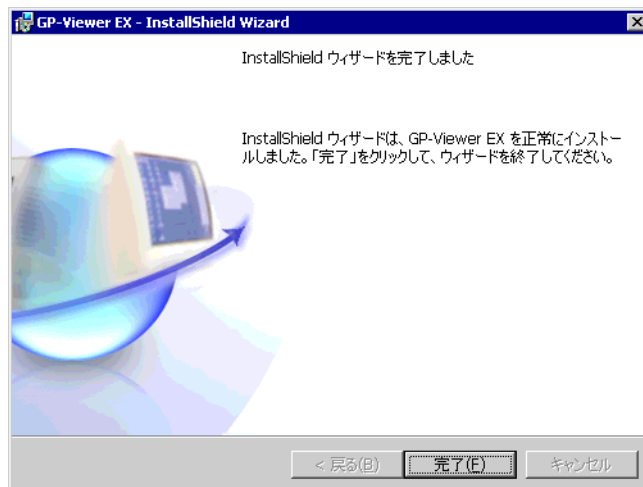 GP-Viewer EX - InstallShield Wizard
InstallShield ウィザードを完了しました
InstallShield ウィザードは、GP-Viewer EX を正常にインストー
ルしました。「完了」をクリックして、ウィザードを終了してください。
< 戻る(B)
完了(F)
キャンセル